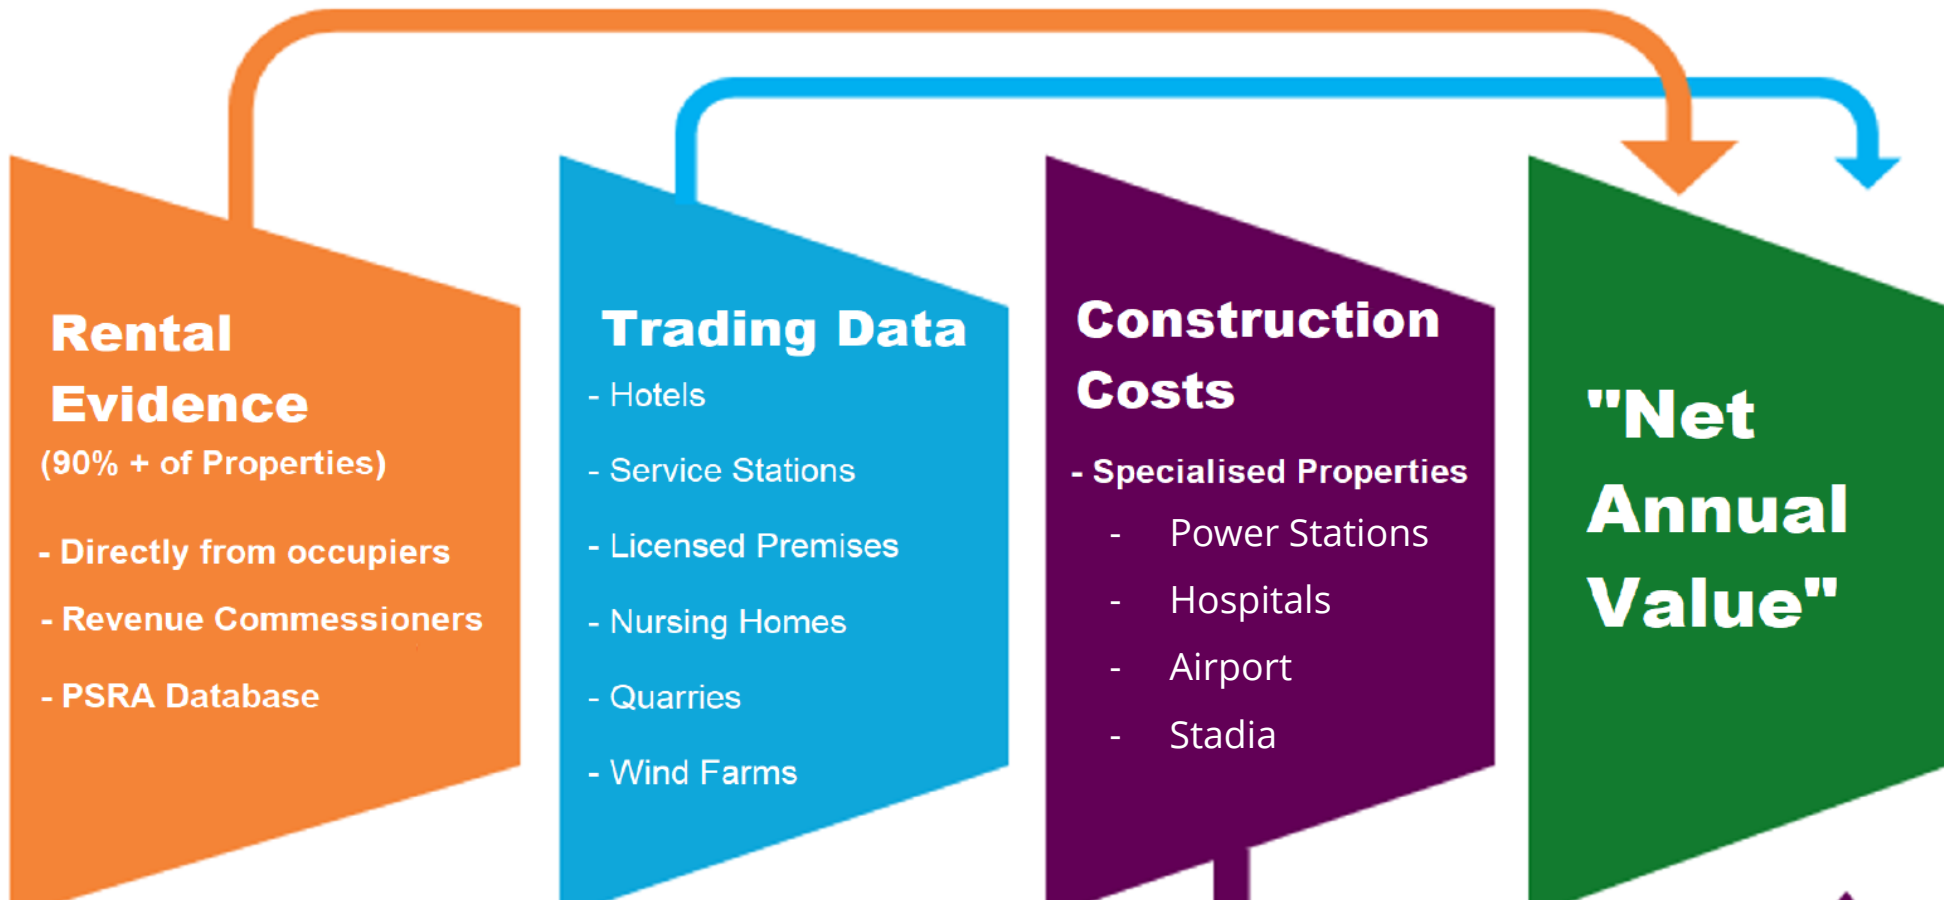 Rental
Evidence
(90% + of Properties)
- Directly from occupiers
- Revenue Commessioners
- PSRA Database
Trading Data
- Hotels
- Service Stations
- Licensed Premises
- Nursing Homes
- Quarries
- Wind Farms
Construction
Costs
- Specialised Properties
- Power Stations
- Hospitals
- Airport
- Stadia
"Net
Annual
Value"